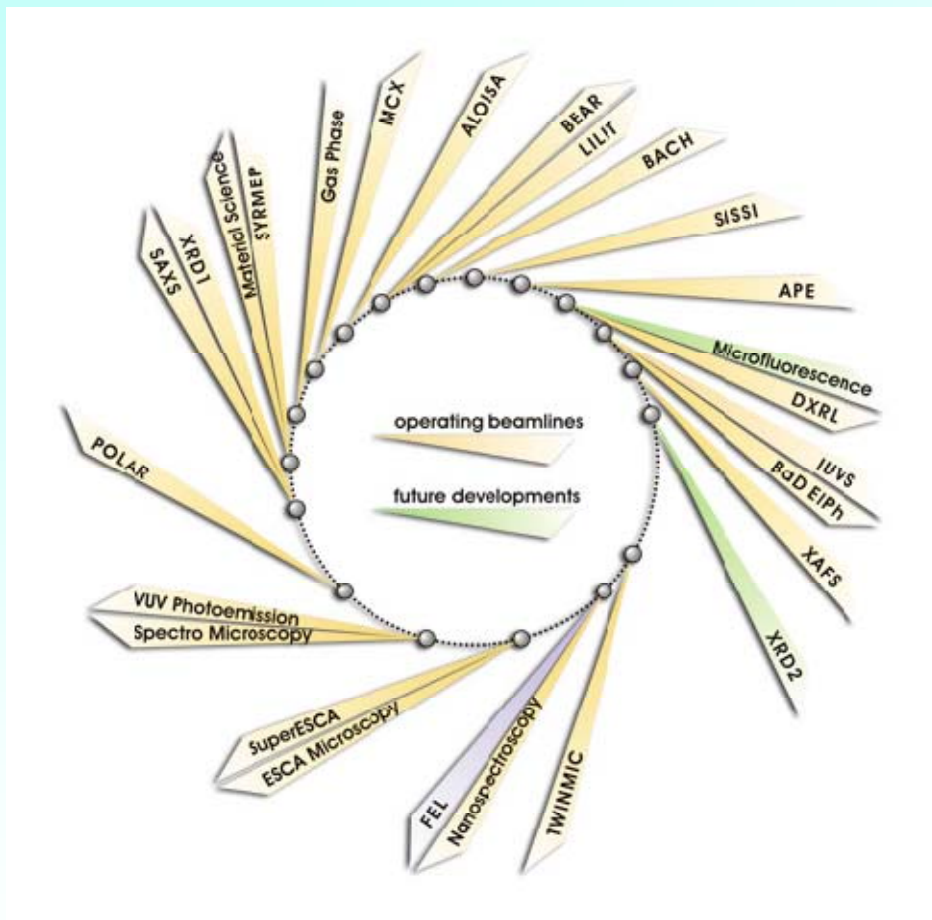 MCX
ALOISA
BEAR
LILIT
BACH
Gas Phase
SYRMEP
Material Science
XRD1
SAXS
SISSI
APE
Microfluorescence
DXRL
IUVS
BaD ElPh
XAFS
XRD2
operating beamlines
future developments
POLAR
VUV Photoemission
Spectro Microscopy
SuperESCA
ESCA Microscopy
FEL
Nanospectroscopy
TWINMIC